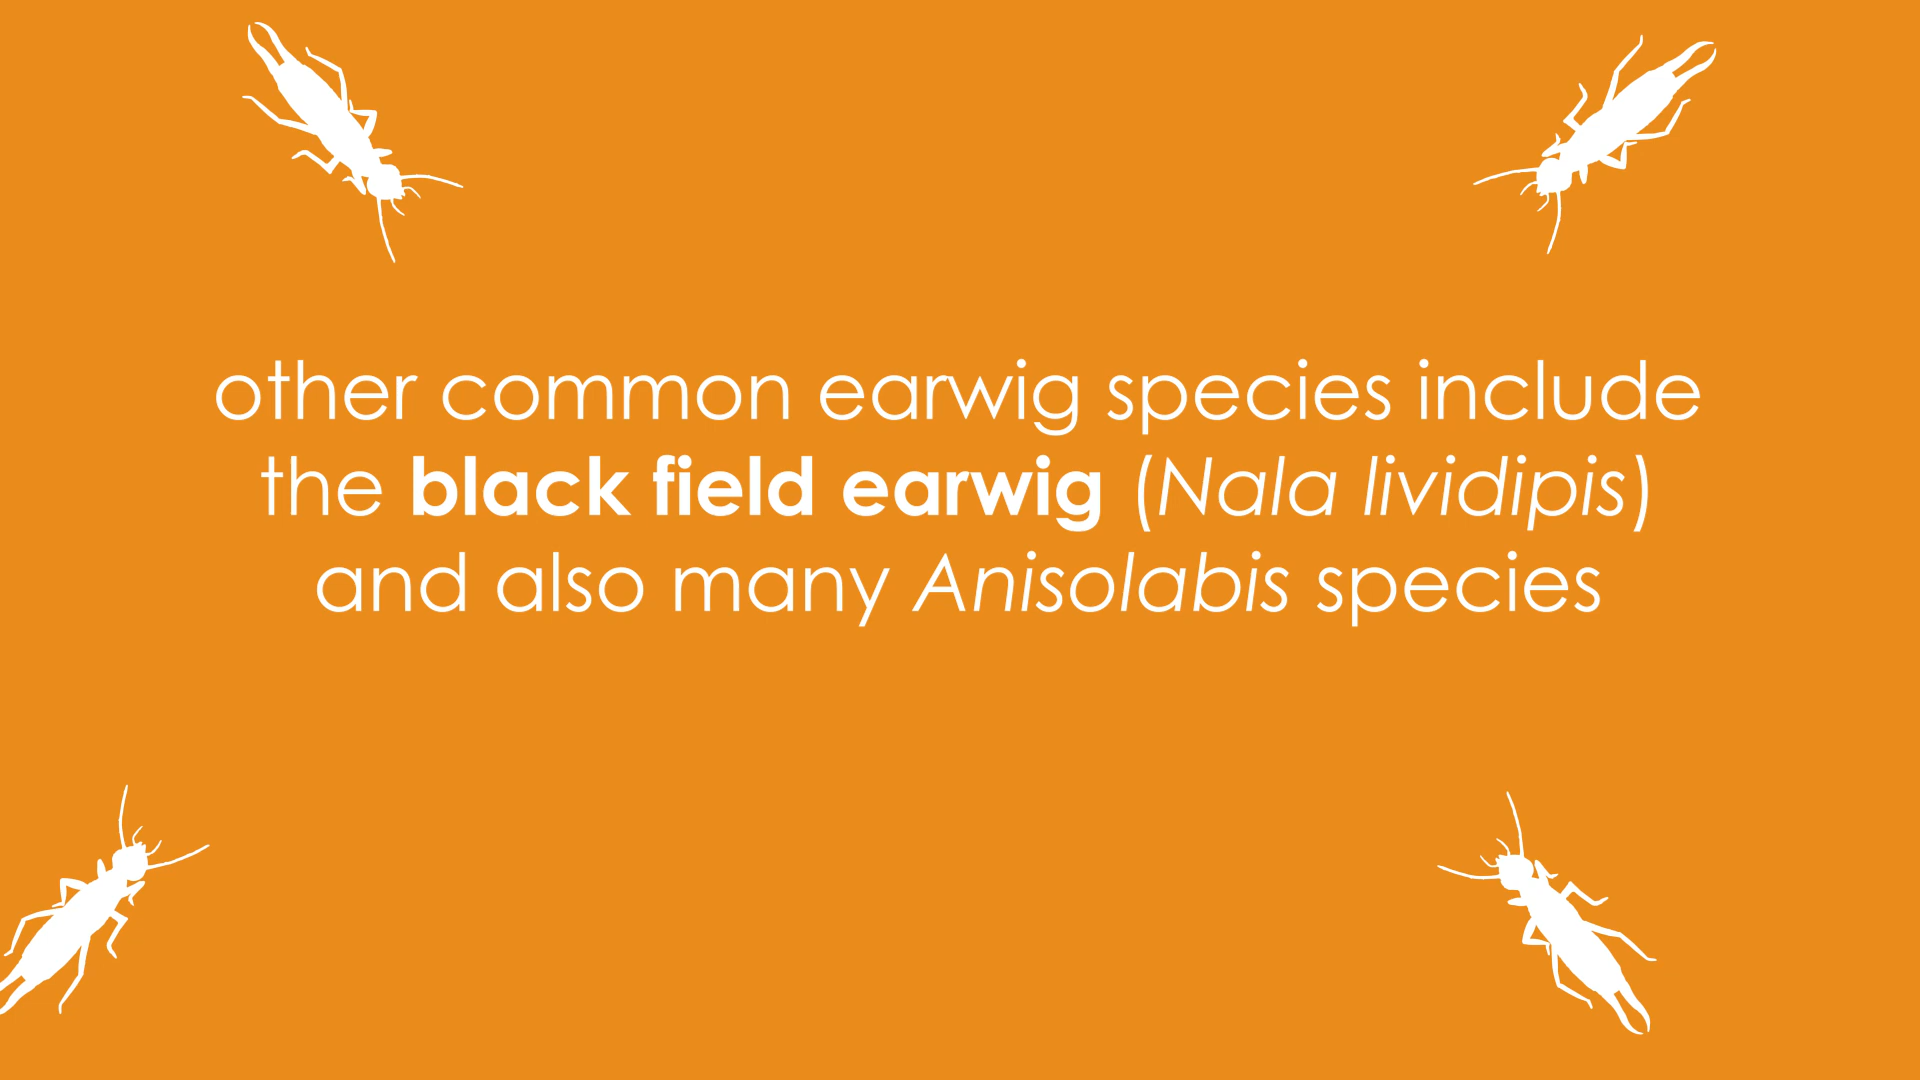 other common earwig species include
the black field earwig (Nala lividipis)
and also many Anisolabis species